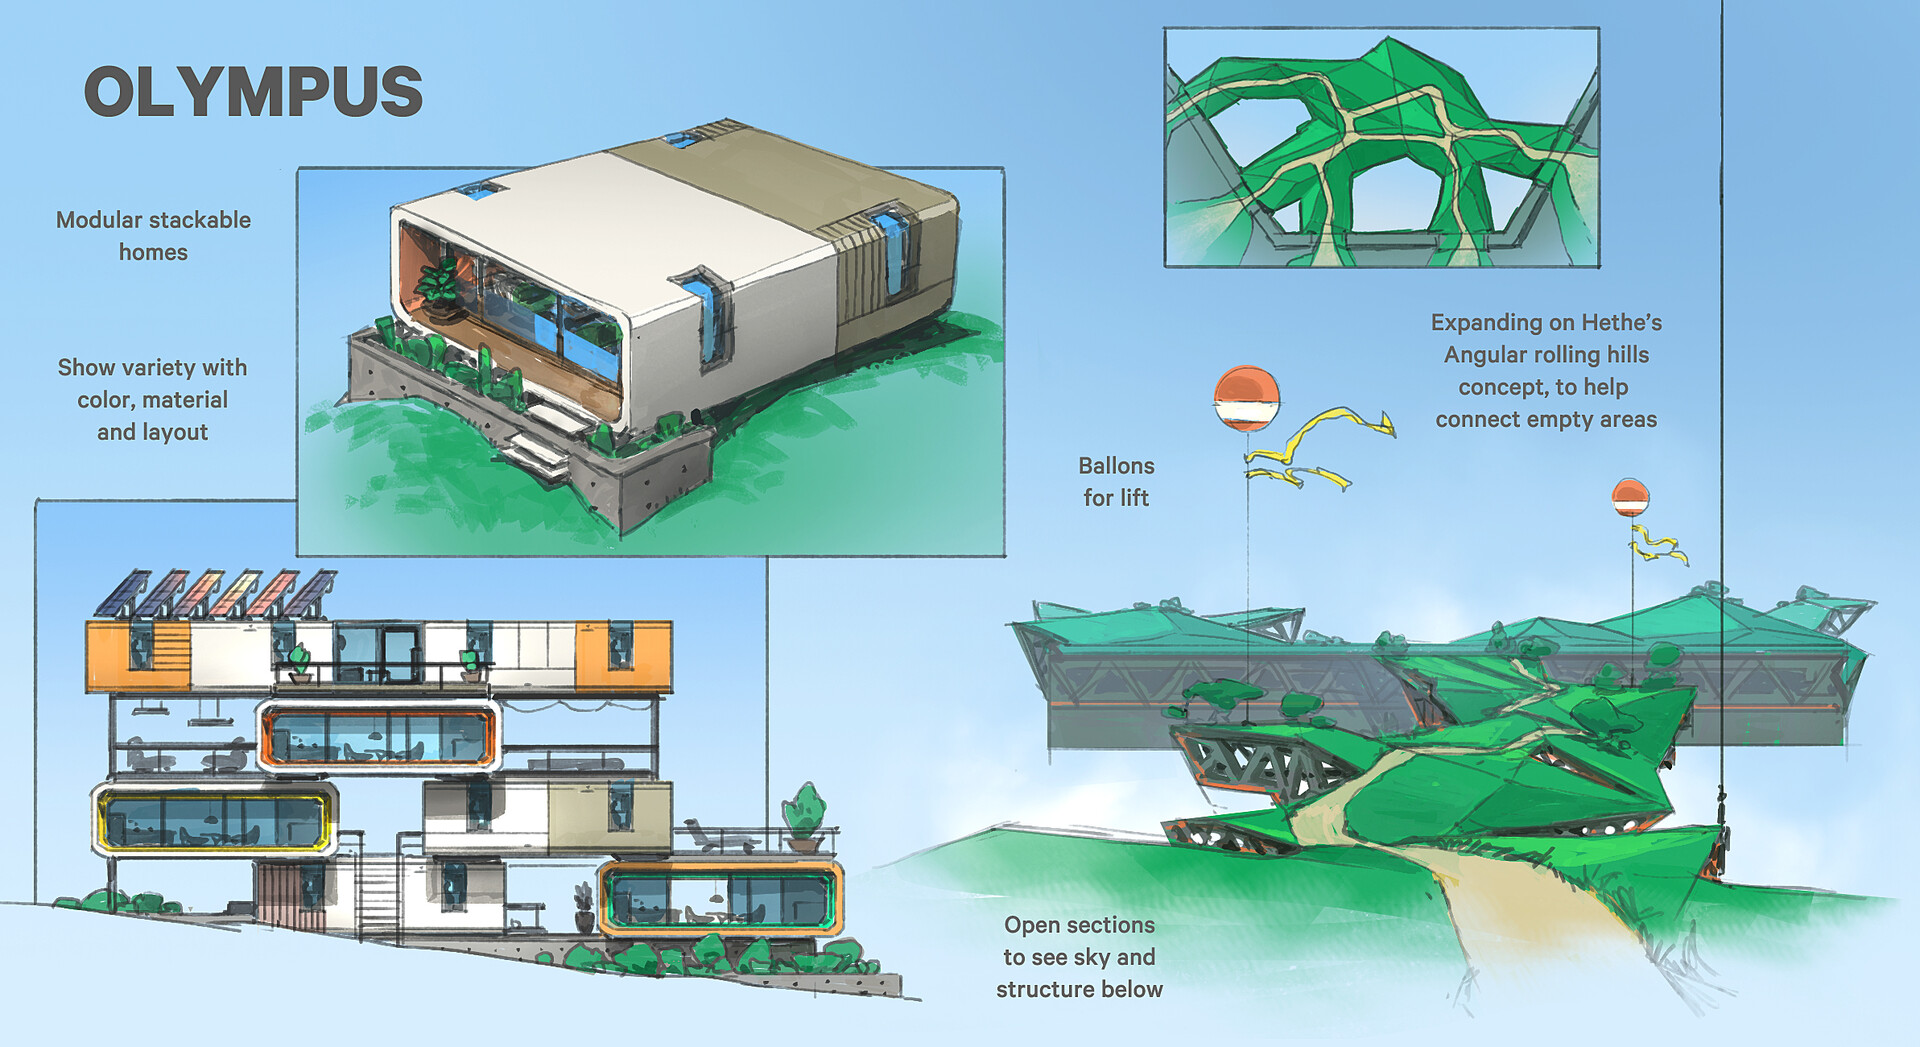 OLYMPUS
Modular stackable
homes
Show variety with
color, material
and layout
Expanding on Hethe's
Angular rolling hills
concept, to help
connect empty areas
Ballons
for lift
Open sections
to see sky and
structure below